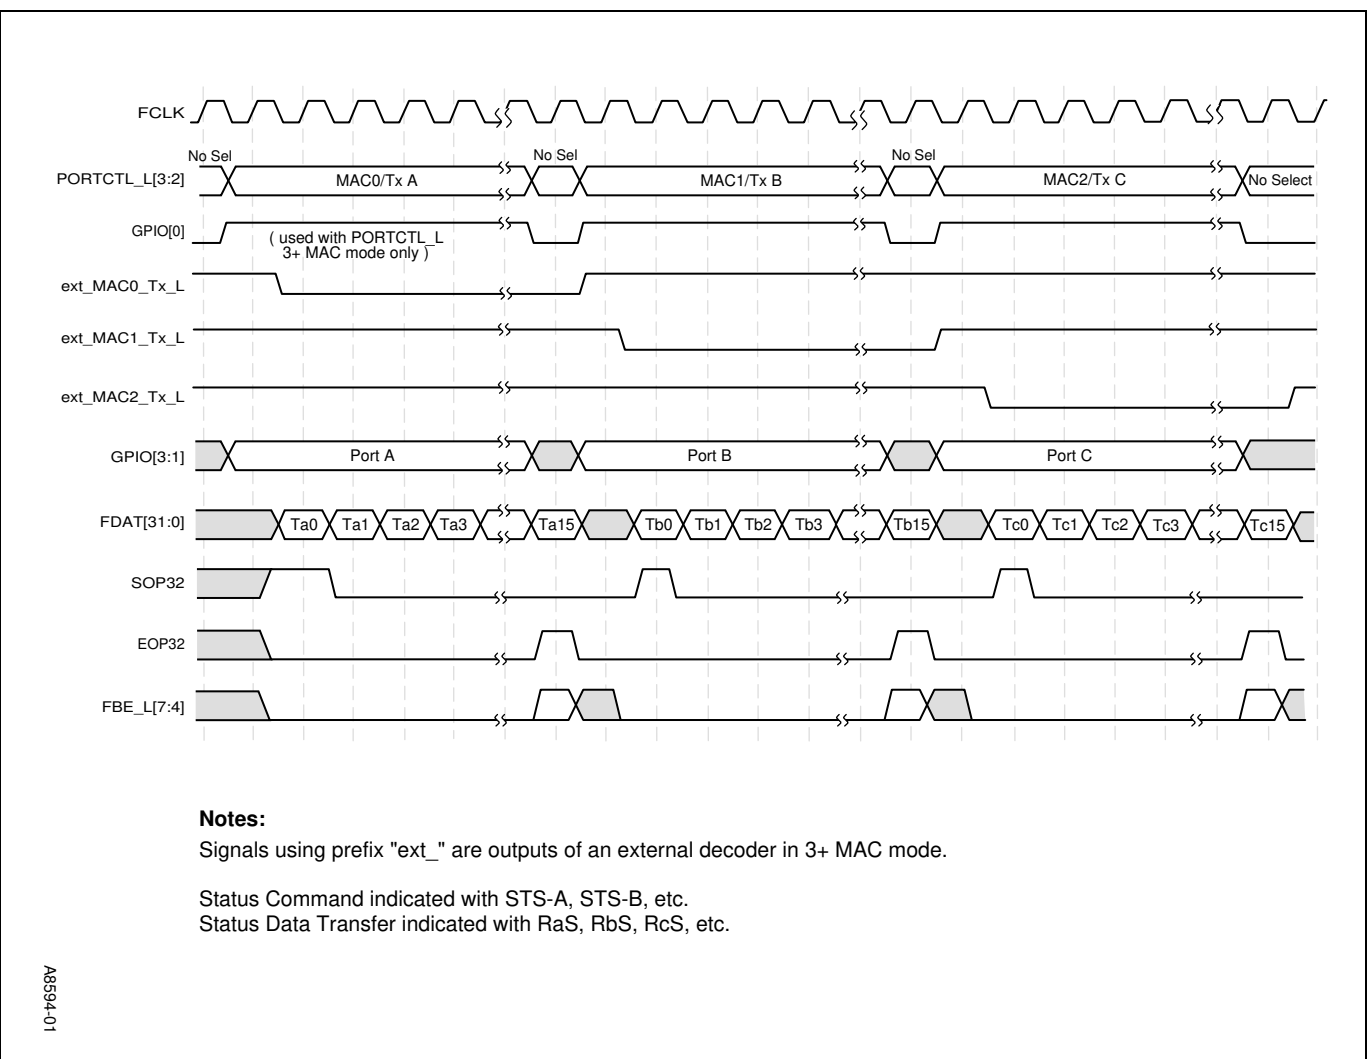 FCLK
No Sel
No Sel
No Sel
PORTCTL_L[3:2]
MAC0/Tx A
MAC1/Tx B
MAC2/Tx C
No Select
GPIO[0]
( used with PORTCTL_L
3+ MAC mode only )
ext_MAC0_Tx_L
ext_MAC1_Tx_L
ext_MAC2_Tx_L
GPIO[3:1]
Port A
Port B
Port C
FDAT[31:0]
Ta0
Ta1
Ta2
Ta3
Ta15
Tb0
Tb1
Tb2
Tb3
Tb15
Tc0
Tc1
Tc2
Tc3
Tc15
SOP32
EOP32
FBE_L[7:4]
Notes:
Signals using prefix "ext_" are outputs of an external decoder in 3+ MAC mode.
Status Command indicated with STS-A, STS-B, etc.
Status Data Transfer indicated with RaS, RbS, RcS, etc.
A8594-01